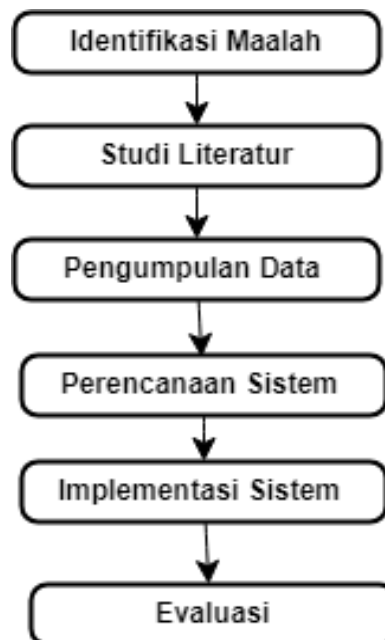 Identifikasi Maalah
Studi Literatur
Pengumpulan Data
Perencanaan Sistem
Implementasi Sistem
Evaluasi